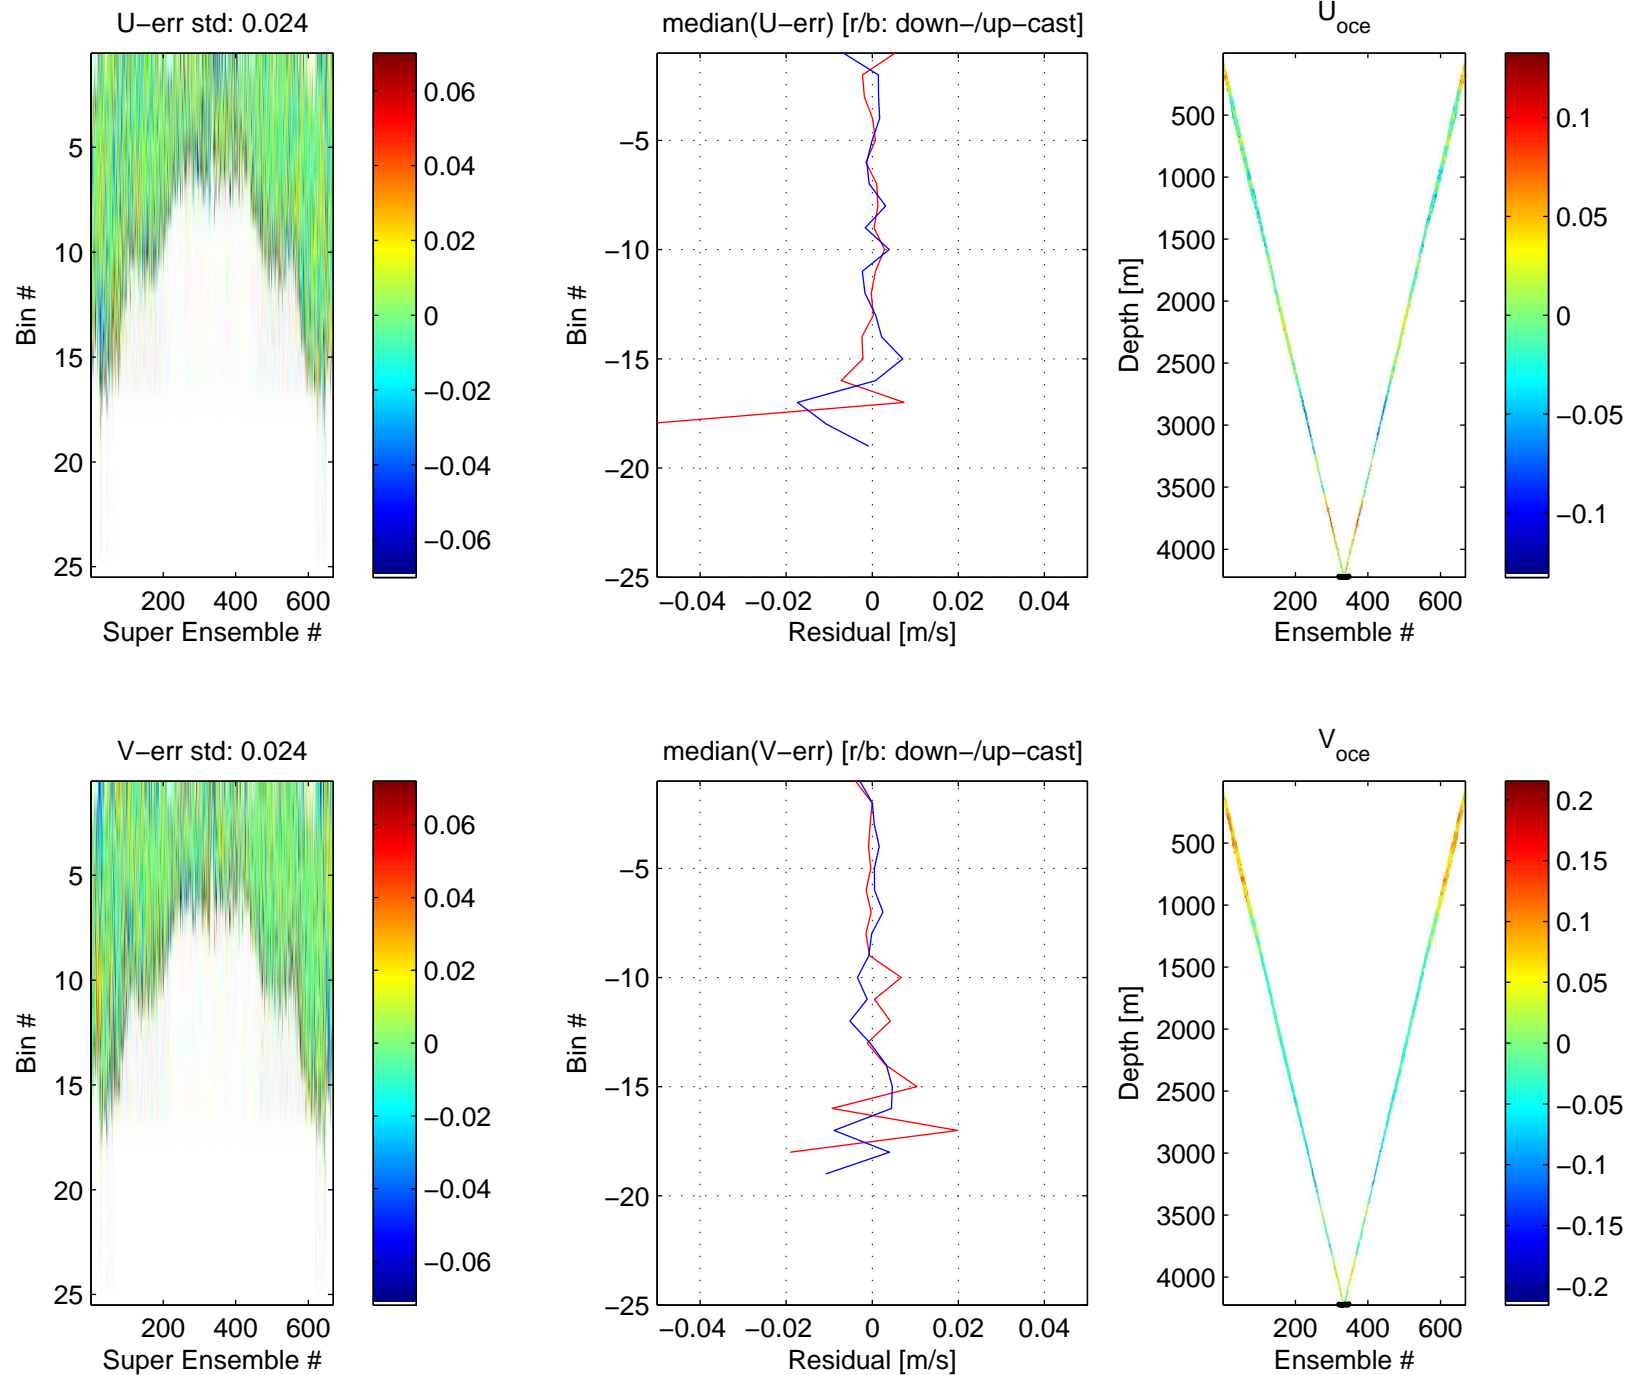 U−err std: 0.024
median(U−err) [r/b: down−/up−cast]
U_oce
Bin #
5
10
15
20
25
200 400 600
Super Ensemble #
0.06
0.04
0.02
0
−0.02
−0.04
−0.06
Bin #
−5
−10
−15
−20
−25
−0.04 −0.02 0 0.02 0.04
Residual [m/s]
Depth [m]
500
1000
1500
2000
2500
3000
3500
4000
200 400 600
Ensemble #
0.1
0.05
0
−0.05
−0.1
V−err std: 0.024
median(V−err) [r/b: down−/up−cast]
V_oce
Bin #
5
10
15
20
25
200 400 600
Super Ensemble #
0.06
0.04
0.02
0
−0.02
−0.04
−0.06
Bin #
−5
−10
−15
−20
−25
−0.04 −0.02 0 0.02 0.04
Residual [m/s]
Depth [m]
500
1000
1500
2000
2500
3000
3500
4000
200 400 600
Ensemble #
0.2
0.15
0.1
0.05
0
−0.05
−0.1
−0.15
−0.2